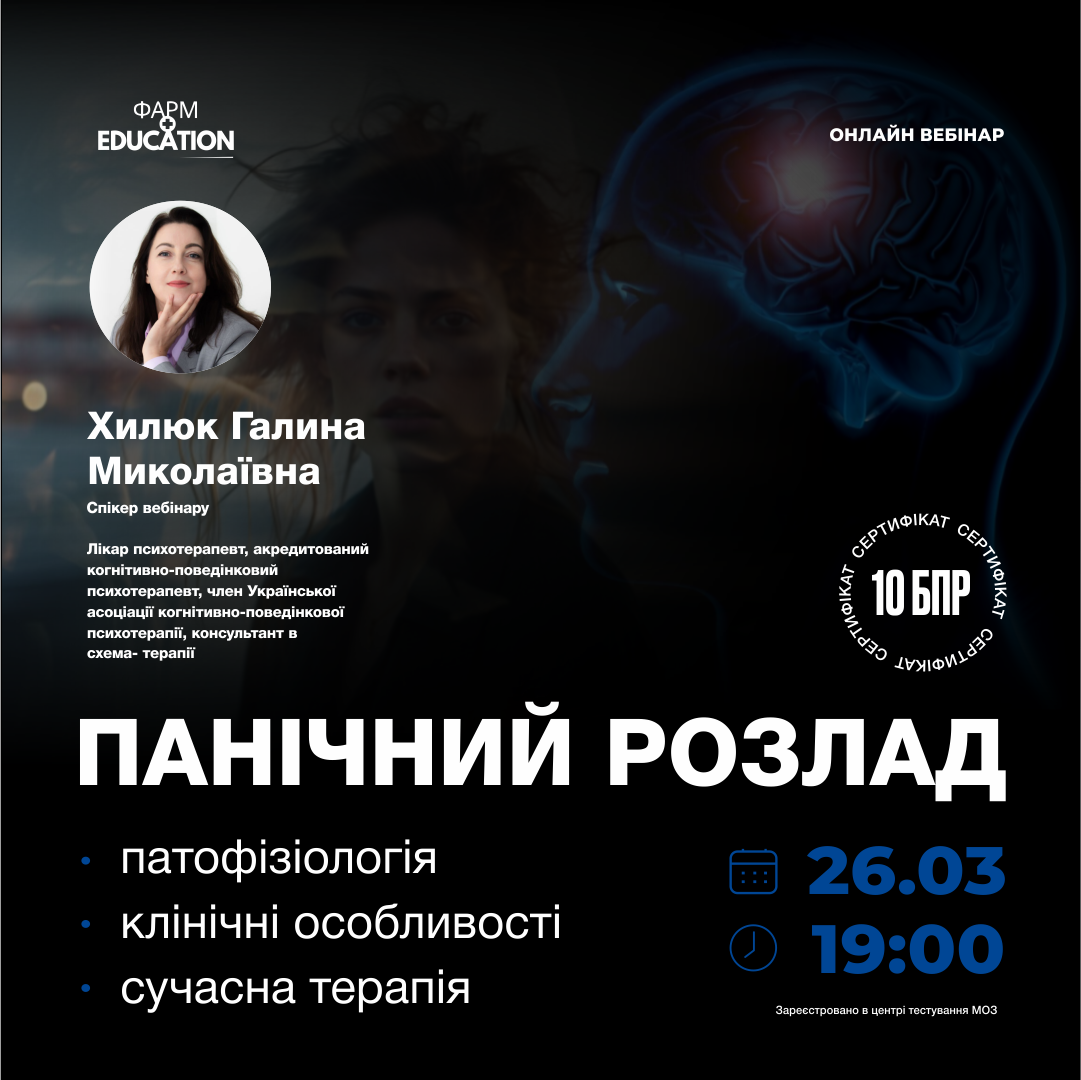 ФАРМ
EDUCATION
ОНЛАЙН ВЕБІНАР
Хилюк Галина
Миколаївна
Спікер вебінару
Лікар психотерапевт, акредитований
когнітивно-поведінковий
психотерапевт, член Української
асоціації когнітивно-поведінкової
психотерапії, консультант в
схема- терапії
СЕРТИФІКАТ СЕРТИФІКАТ СЕРТИФІКАТ СЕРТИФІКАТ
10 БПР
ПАНІЧНИЙ РОЗЛАД
• патофізіологія
• клінічні особливості
• сучасна терапія
26.03
19:00
Зареєстровано в центрі тестування МОЗ